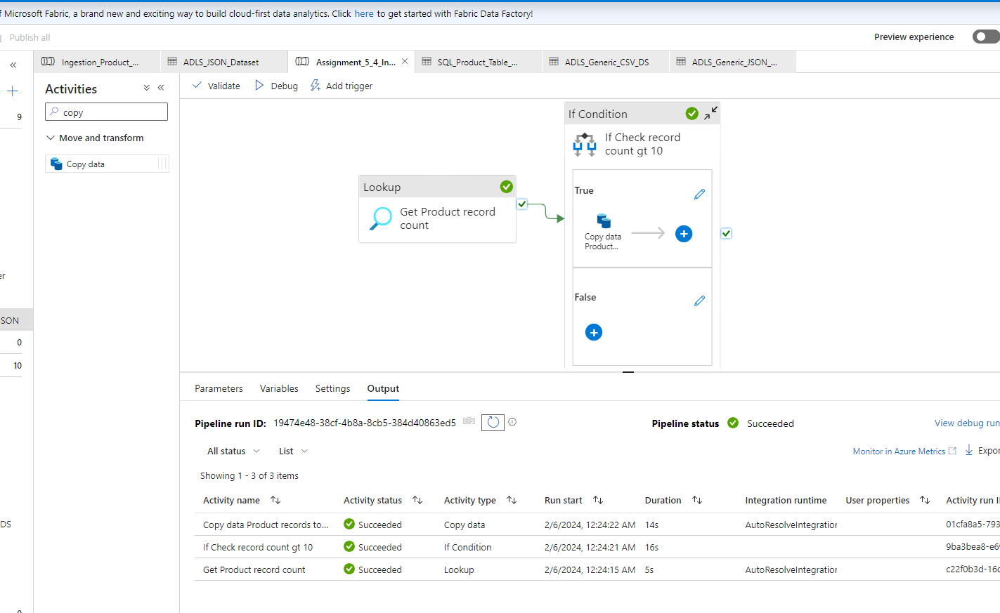 f Microsoft Fabric, a brand new and exciting way to build cloud-first data analytics. Click here to get started with Fabric Data Factory!
Publish all
Preview experience
Ingestion_Product_...
ADLS_JSON_Dataset
Assignment_5_4_In...
SQL_Product_Table_...
ADLS_Generic_CSV_DS
ADLS_Generic_JSON_...
Activities
Validate
Debug
Add trigger
copy
9
Move and transform
Copy data
If Condition
If Check record
count gt 10
Lookup
Get Product record
count
True
Copy data
Product...
False
er
SON
0
10
DS
0
Parameters
Variables
Settings
Output
Pipeline run ID: 19474e48-38cf-4b8a-8cb5-384d40863ed5
Pipeline status
Succeeded
View debug run
All status
List
Monitor in Azure Metrics
Expor
Showing 1 - 3 of 3 items
Activity name Activity status Activity type Run start Duration Integration runtime User properties Activity run I
Copy data Product records to... Succeeded Copy data 2/6/2024, 12:24:22 AM 14s AutoResolveIntegration 01cfa8a5-793
If Check record count gt 10 Succeeded If Condition 2/6/2024, 12:24:21 AM 16s 9ba3bea8-e69
Get Product record count Succeeded Lookup 2/6/2024, 12:24:15 AM 5s AutoResolveIntegration c22f0b3d-16c